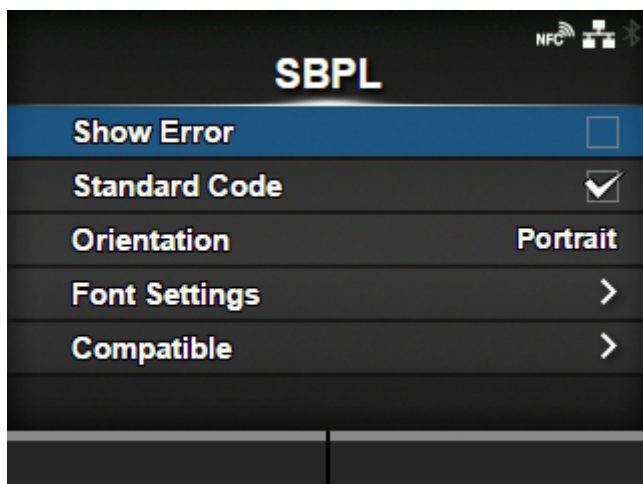 NFC
SBPL
Show Error
Standard Code
Orientation Portrait
Font Settings
Compatible